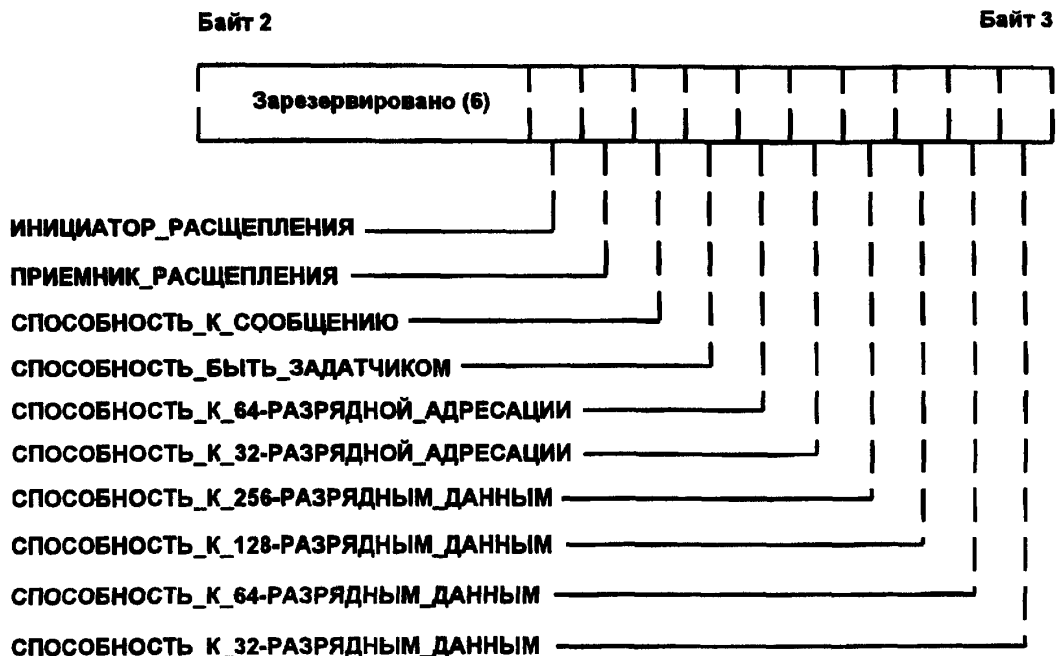 Байт 2 Байт 3
Зарезервировано (6)
ИНИЦИАТОР_РАСЩЕПЛЕНИЯ
ПРИЕМНИК_РАСЩЕПЛЕНИЯ
СПОСОБНОСТЬ_К_СООБЩЕНИЮ
СПОСОБНОСТЬ_БЫТЬ_ЗАДАТЧИКОМ
СПОСОБНОСТЬ_К_64-РАЗРЯДНОЙ_АДРЕСАЦИИ
СПОСОБНОСТЬ_К_32-РАЗРЯДНОЙ_АДРЕСАЦИИ
СПОСОБНОСТЬ_К_256-РАЗРЯДНЫМ_ДАННЫМ
СПОСОБНОСТЬ_К_128-РАЗРЯДНЫМ_ДАННЫМ
СПОСОБНОСТЬ_К_64-РАЗРЯДНЫМ_ДАННЫМ
СПОСОБНОСТЬ_К_32-РАЗРЯДНЫМ_ДАННЫМ